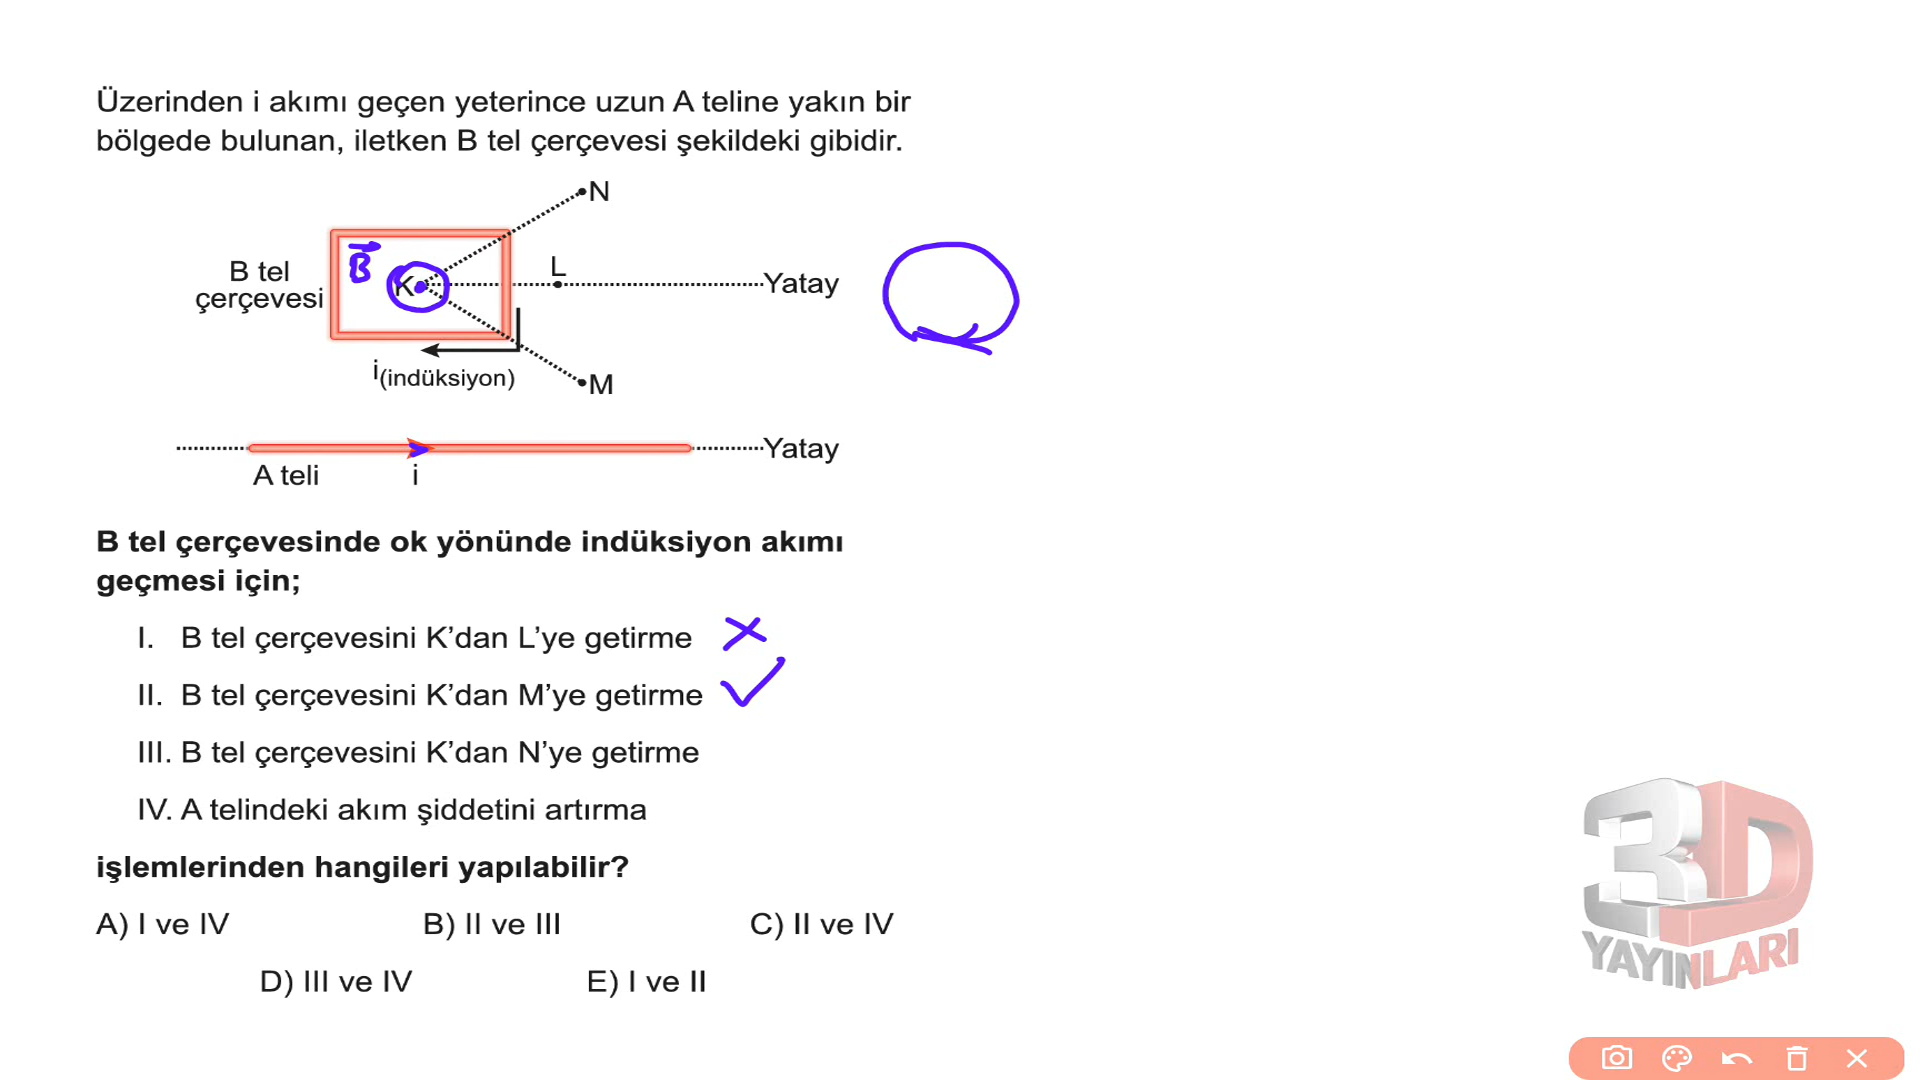 Üzerinden i akımı geçen yeterince uzun A teline yakın bir
bölgede bulunan, iletken B tel çerçevesi şekildeki gibidir.
N
B
B tel
çerçevesi
K
L
Yatay
i(indüksiyon)
M
Yatay
A teli
i
B tel çerçevesinde ok yönünde indüksiyon akımı
geçmesi için;
I. B tel çerçevesini K’dan L’ye getirme
II. B tel çerçevesini K’dan M’ye getirme
III. B tel çerçevesini K’dan N’ye getirme
IV. A telindeki akım şiddetini artırma
işlemlerinden hangileri yapılabilir?
A) I ve IV B) II ve III C) II ve IV
D) III ve IV E) I ve II
3D
YAYINLARI